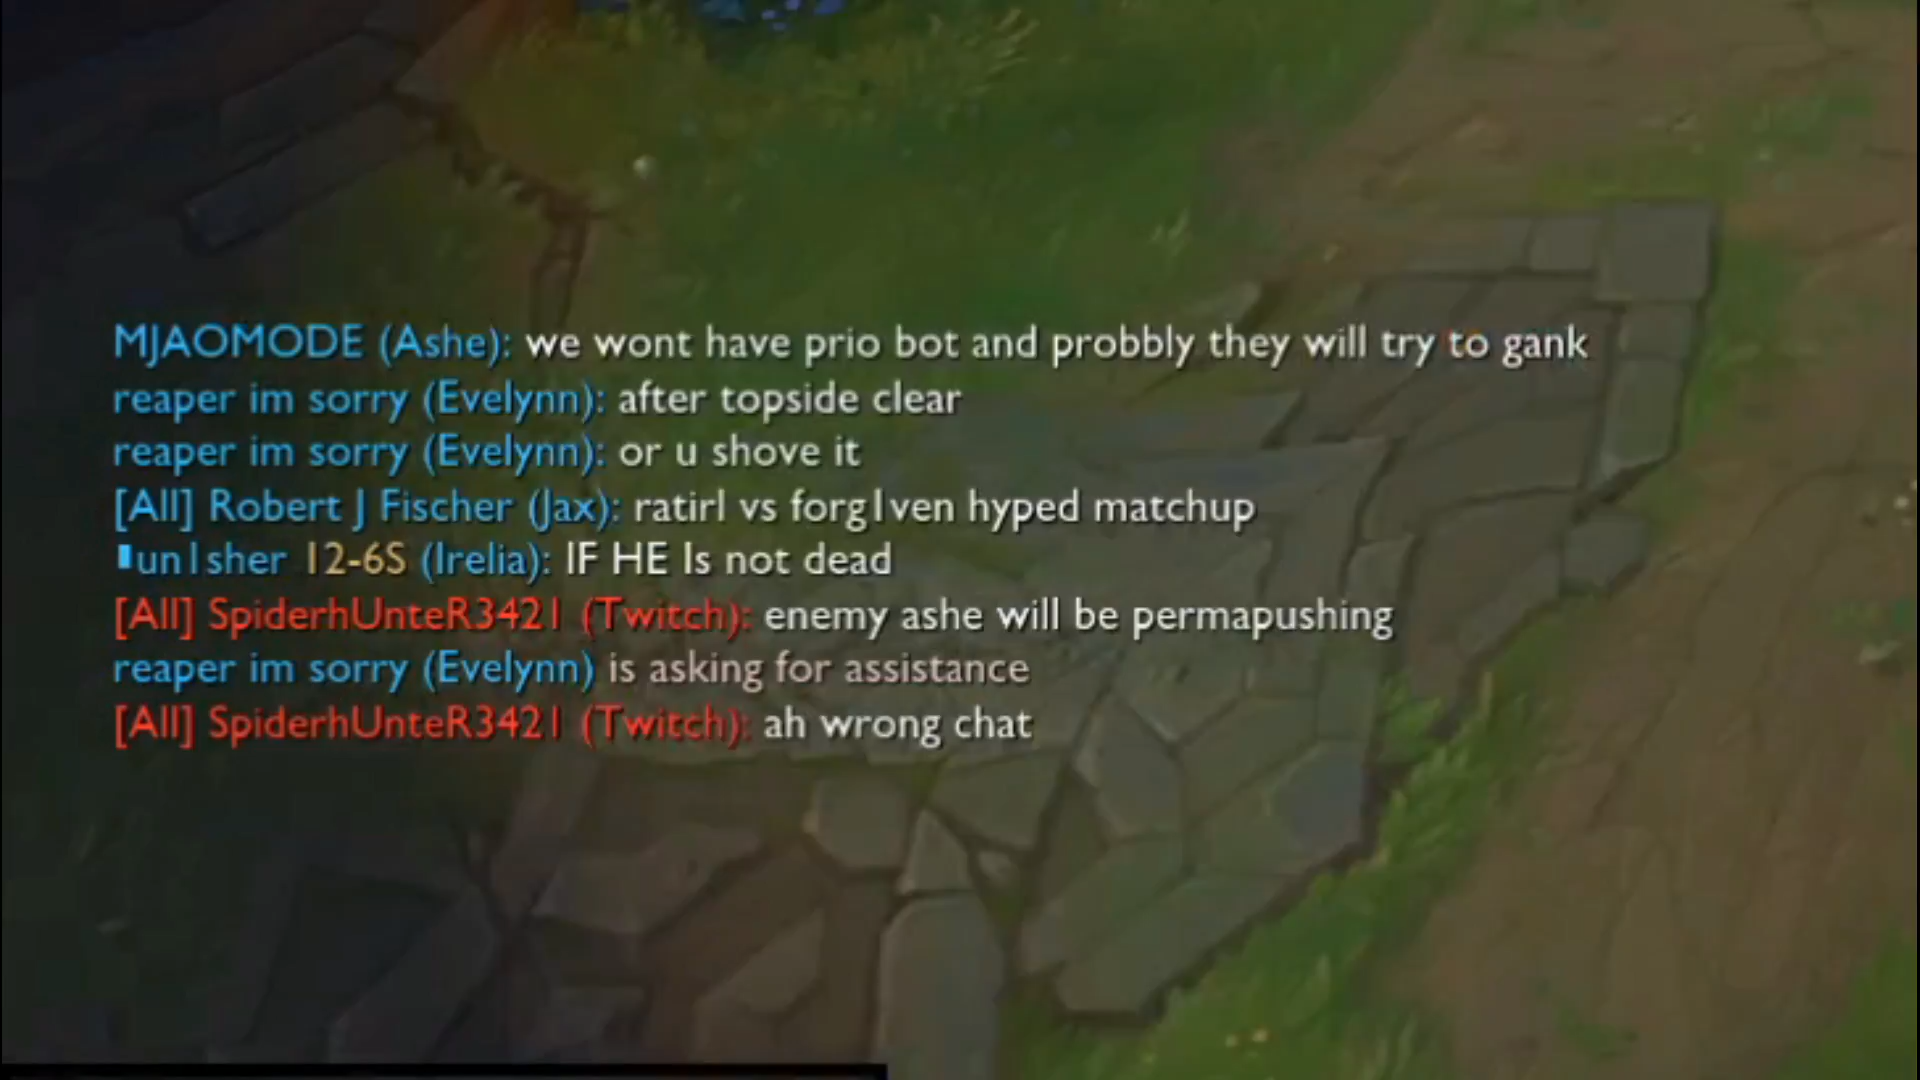 MJAOMODE (Ashe): we wont have prio bot and probbly they will try to gank
reaper im sorry (Evelynn): after topside clear
reaper im sorry (Evelynn): or u shove it
[All] Robert J Fischer (Jax): ratirl vs forg1ven hyped matchup
un1sher 12-6S (Irelia): IF HE Is not dead
[All] SpiderhUnteR3421 (Twitch): enemy ashe will be permapushing
reaper im sorry (Evelynn) is asking for assistance
[All] SpiderhUnteR3421 (Twitch): ah wrong chat